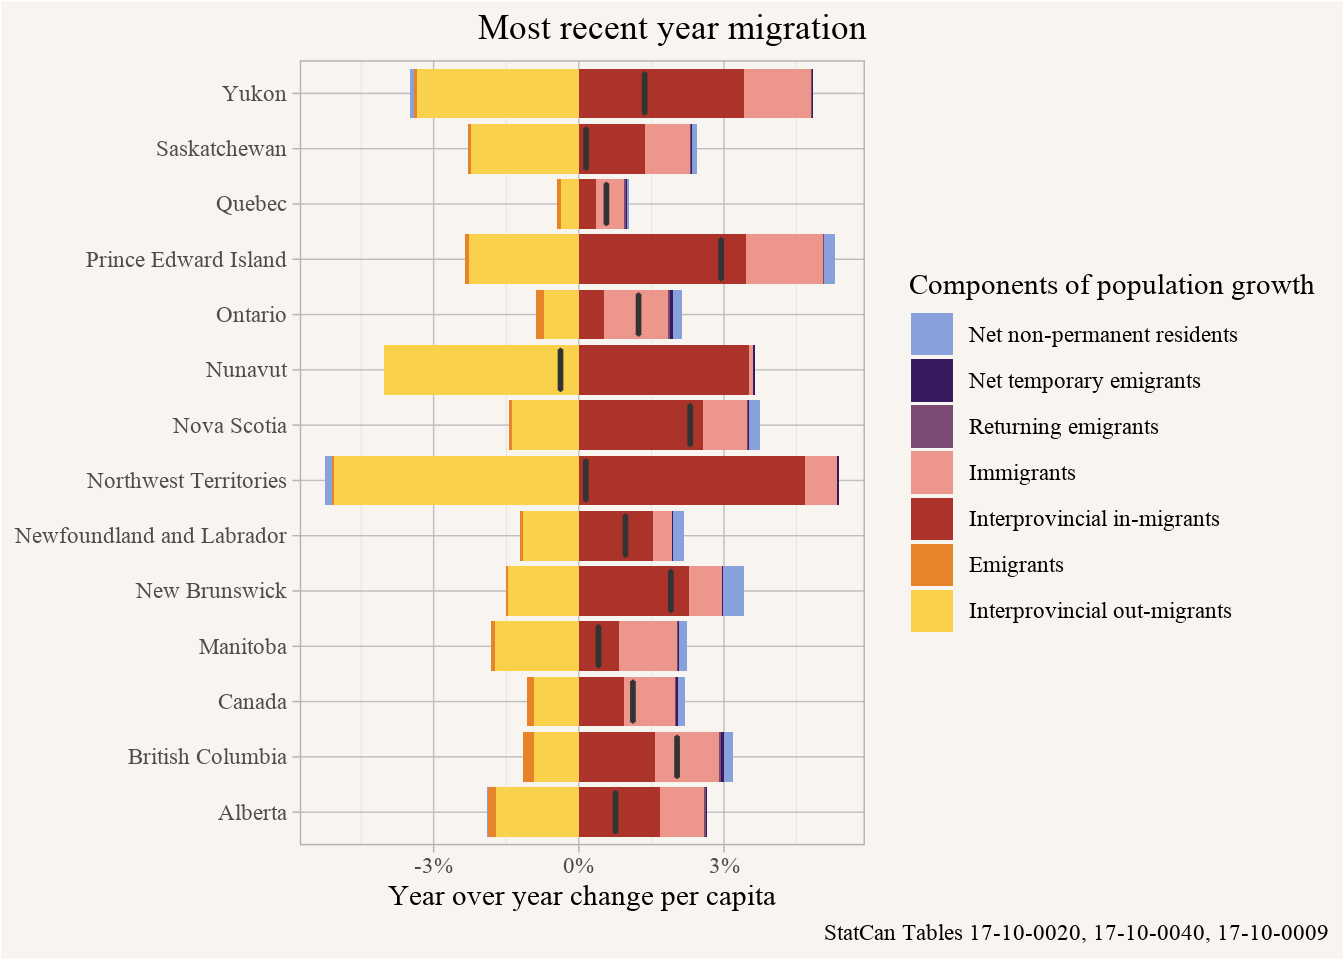 Most recent year migration
Yukon
Saskatchewan
Quebec
Prince Edward Island
Ontario
Nunavut
Nova Scotia
Northwest Territories
Newfoundland and Labrador
New Brunswick
Manitoba
Canada
British Columbia
Alberta
-3% 0% 3%
Year over year change per capita
Components of population growth
Net non-permanent residents
Net temporary emigrants
Returning emigrants
Immigrants
Interprovincial in-migrants
Emigrants
Interprovincial out-migrants
StatCan Tables 17-10-0020, 17-10-0040, 17-10-0009